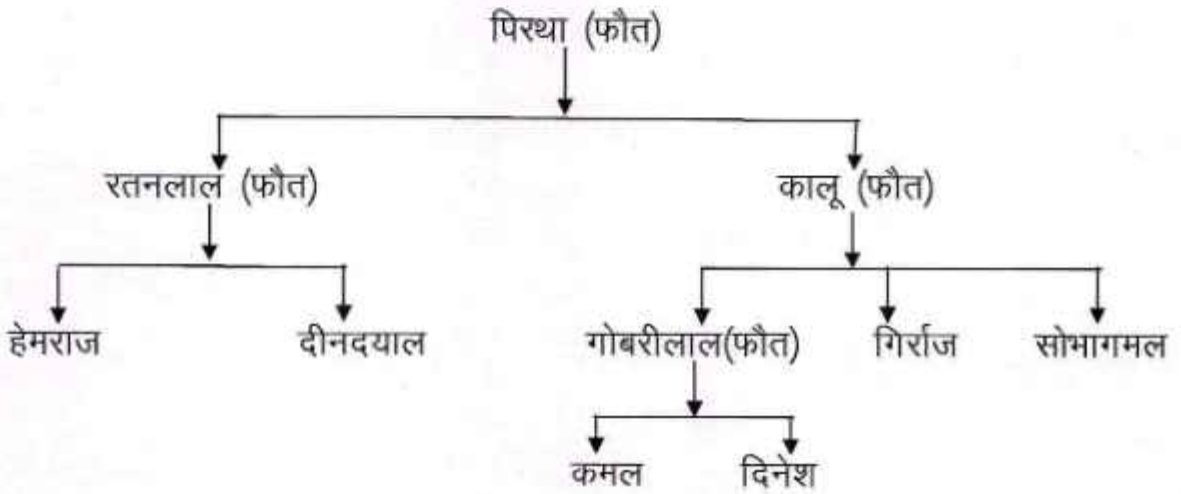 पिरथा (फौत)
रतनलाल (फौत) कालू (फौत)
हेमराज दीनदयाल गोबरीलाल(फौत) गिर्राज सोभागमल
कमल दिनेश